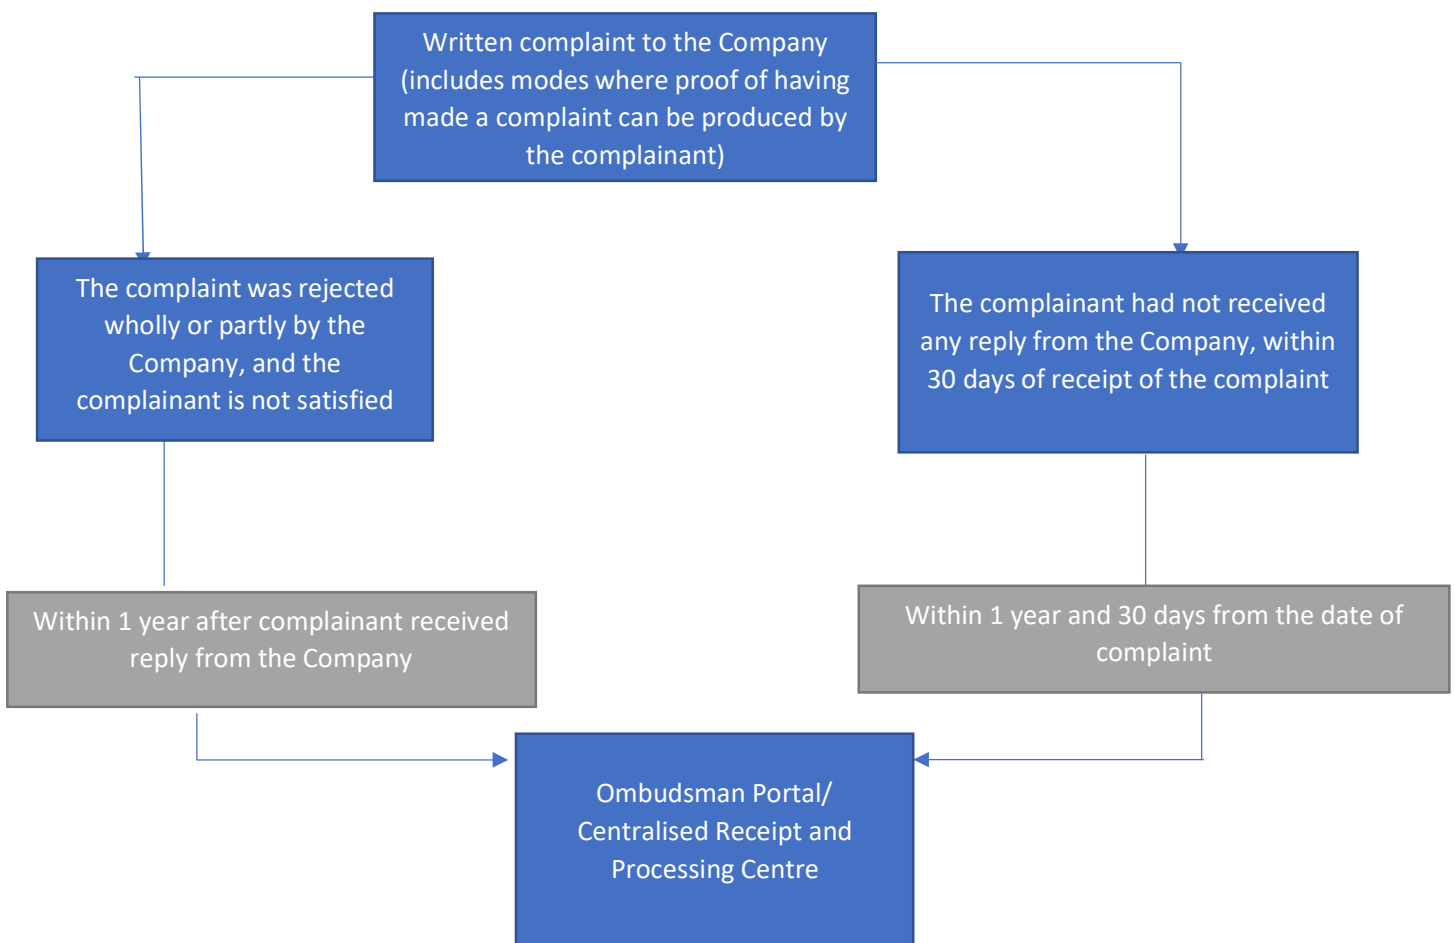 Written complaint to the Company
(includes modes where proof of having
made a complaint can be produced by
the complainant)
The complaint was rejected
wholly or partly by the
Company, and the
complainant is not satisfied
The complainant had not received
any reply from the Company, within
30 days of receipt of the complaint
Within 1 year after complainant received
reply from the Company
Within 1 year and 30 days from the date of
complaint
Ombudsman Portal/
Centralised Receipt and
Processing Centre